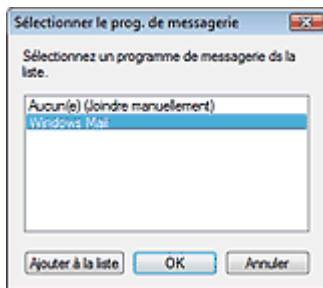 Sélectionner le prog. de messagerie
Sélectionnez un programme de messagerie ds la
liste.
Aucun(e) (Joindre manuellement)
Windows Mail
Ajouter à la liste
OK
Annuler